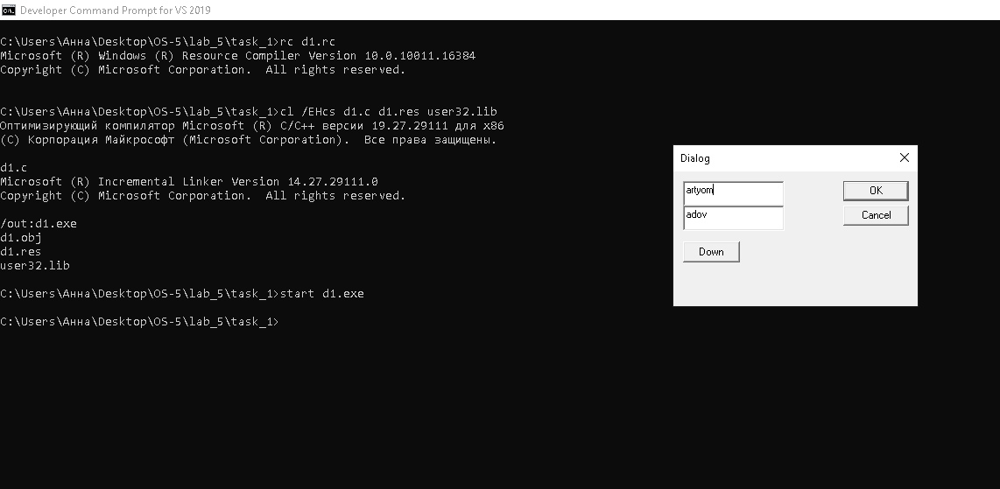 Developer Command Prompt for VS 2019
C:\Users\Анна\Desktop\OS-5\lab_5\task_1>rc d1.rc
Microsoft (R) Windows (R) Resource Compiler Version 10.0.10011.16384
Copyright (C) Microsoft Corporation.  All rights reserved.
C:\Users\Анна\Desktop\OS-5\lab_5\task_1>cl /EHcs d1.c d1.res user32.lib
Оптимизирующий компилятор Microsoft (R) C/C++ версии 19.27.29111 для x86
(C) Корпорация Майкрософт (Microsoft Corporation).  Все права защищены.
d1.c
Microsoft (R) Incremental Linker Version 14.27.29111.0
Copyright (C) Microsoft Corporation.  All rights reserved.
/out:d1.exe
d1.obj
d1.res
user32.lib
C:\Users\Анна\Desktop\OS-5\lab_5\task_1>start d1.exe
C:\Users\Анна\Desktop\OS-5\lab_5\task_1>
Dialog
artyom
OK
adov
Cancel
Down